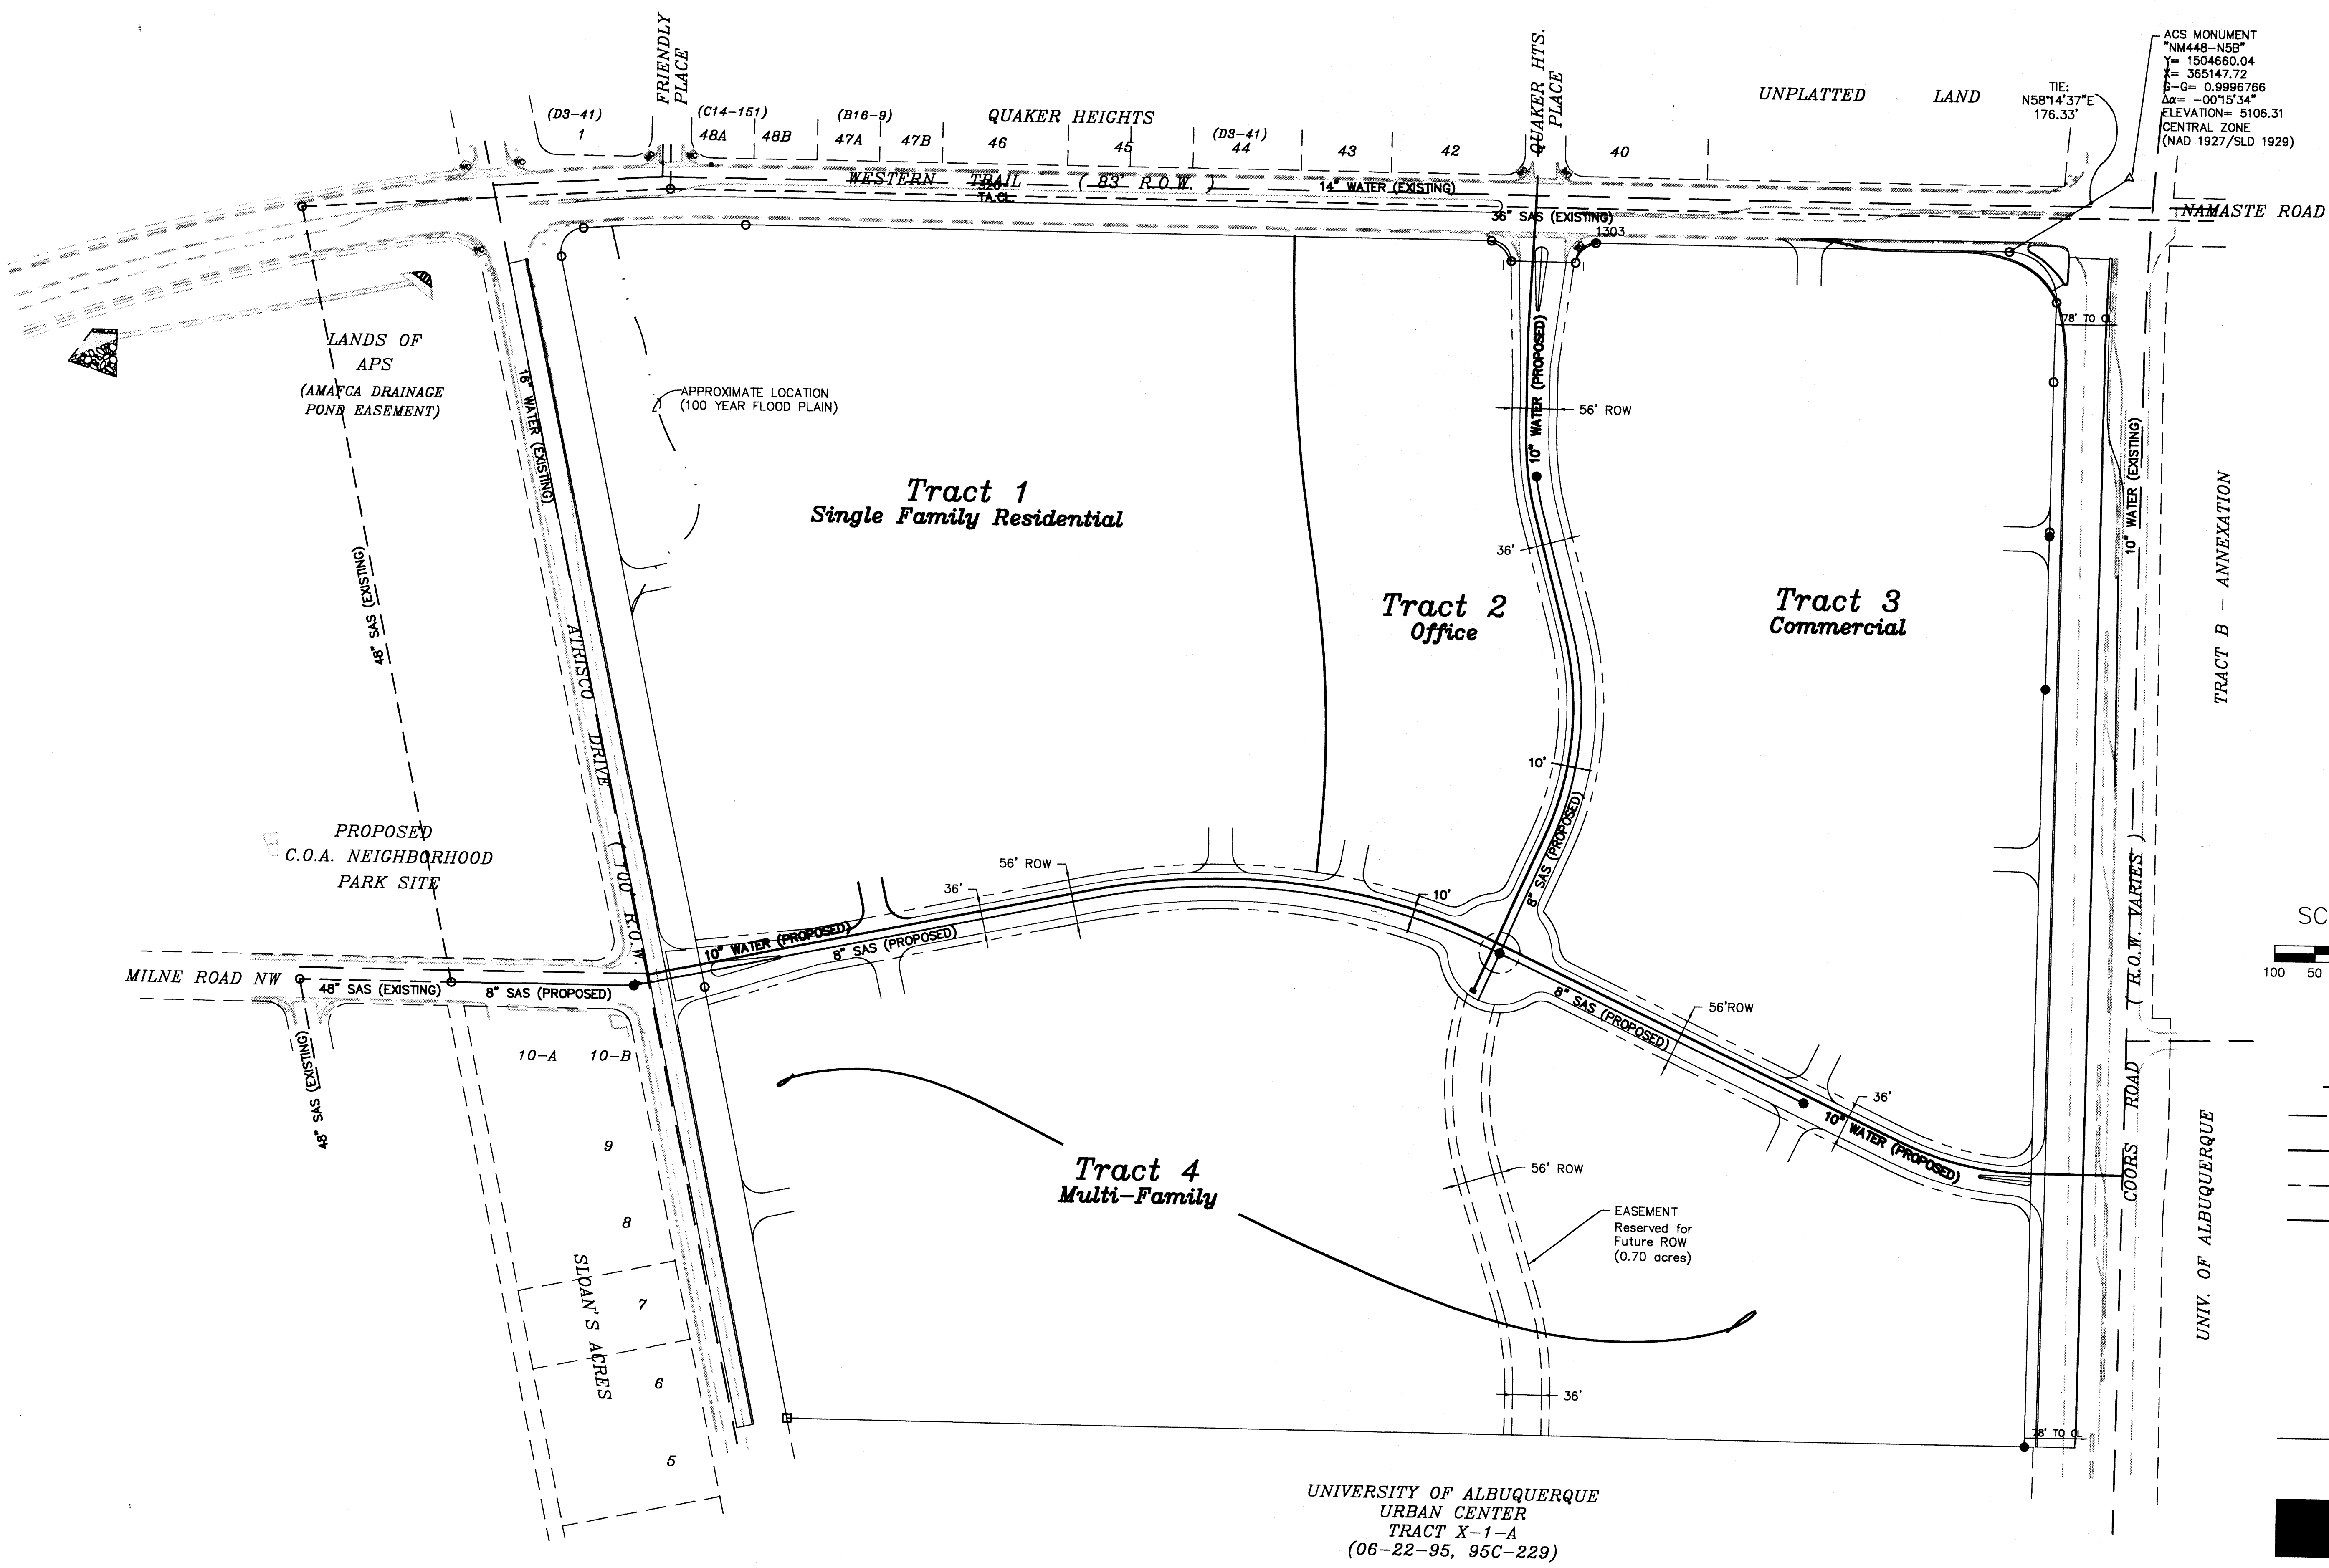 FRIENDLY
PLACE
QUAKER HTS.
PLACE
ACS MONUMENT
"NM448-N5B"
Y= 1504660.04
X= 365147.72
G-G= 0.9996766
Δα= -00°15'34"
ELEVATION= 5106.31
CENTRAL ZONE
(NAD 1927/SLD 1929)
TIE:
N58°14'37"E
176.33'
UNPLATTED LAND
(D3-41)
1
(C14-151)
48A
48B
(B16-9)
47A
47B
QUAKER HEIGHTS
46
45
(D3-41)
44
43
42
40
WESTERN TRAIL ( 83' R.O.W. )
14" WATER (EXISTING)
36" SAS (EXISTING)
1303
NAMASTE ROAD
78' TO CL
LANDS OF
APS
(AMAFCA DRAINAGE
POND EASEMENT)
16" WATER (EXISTING)
APPROXIMATE LOCATION
(100 YEAR FLOOD PLAIN)
10" WATER (PROPOSED)
56' ROW
10" WATER (EXISTING)
TRACT B - ANNEXATION
Tract 1
Single Family Residential
36'
48" SAS (EXISTING)
Tract 2
Office
Tract 3
Commercial
ATRISCO DRIVE ( 100' R.O.W.
10'
8" SAS (PROPOSED)
PROPOSED
C.O.A. NEIGHBORHOOD
PARK SITE
56' ROW
36'
10'
10" WATER (PROPOSED)
8" SAS (PROPOSED)
COORS ROAD ( R.O.W. VARIES )
SC
100 50
MILNE ROAD NW
48" SAS (EXISTING)
8" SAS (PROPOSED)
8" SAS (PROPOSED)
56'ROW
48" SAS (EXISTING)
10-A
10-B
36'
10" WATER (PROPOSED)
9
Tract 4
Multi-Family
56' ROW
UNIV. OF ALBUQUERQUE
8
EASEMENT
Reserved for
Future ROW
(0.70 acres)
SLOAN'S ACRES
7
6
36'
78' TO CL
5
UNIVERSITY OF ALBUQUERQUE
URBAN CENTER
TRACT X-1-A
(06-22-95, 95C-229)